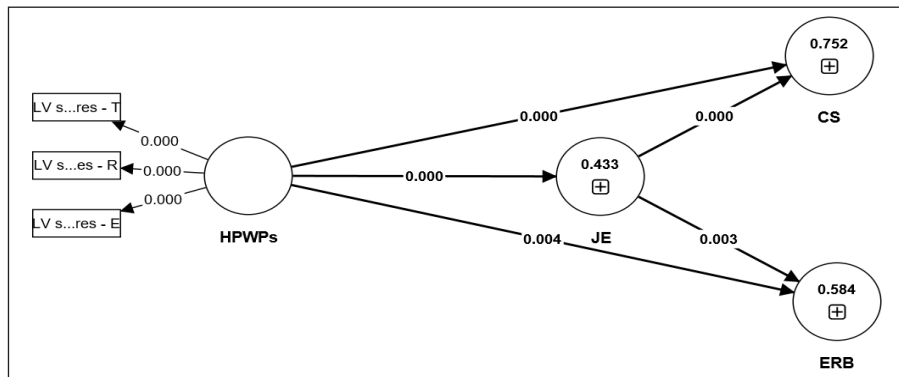 0.752
CS
LV s...res - T
0.000
0.000
0.000
LV s...es - R
0.000
0.000
0.433
LV s...res - E
0.000
HPWPs
JE
0.004
0.003
0.584
ERB